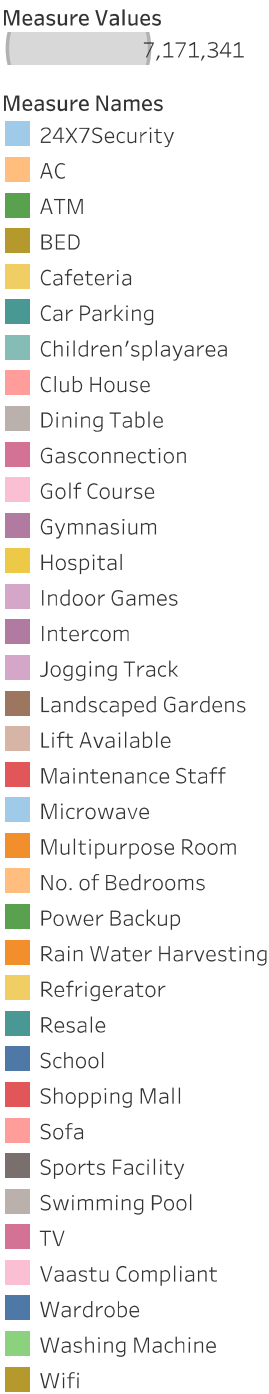 Measure Values
7,171,341
Measure Names
24X7Security
AC
ATM
BED
Cafeteria
Car Parking
Children'splayarea
Club House
Dining Table
Gasconnection
Golf Course
Gymnasium
Hospital
Indoor Games
Intercom
Jogging Track
Landscaped Gardens
Lift Available
Maintenance Staff
Microwave
Multipurpose Room
No. of Bedrooms
Power Backup
Rain Water Harvesting
Refrigerator
Resale
School
Shopping Mall
Sofa
Sports Facility
Swimming Pool
TV
Vaastu Compliant
Wardrobe
Washing Machine
Wifi